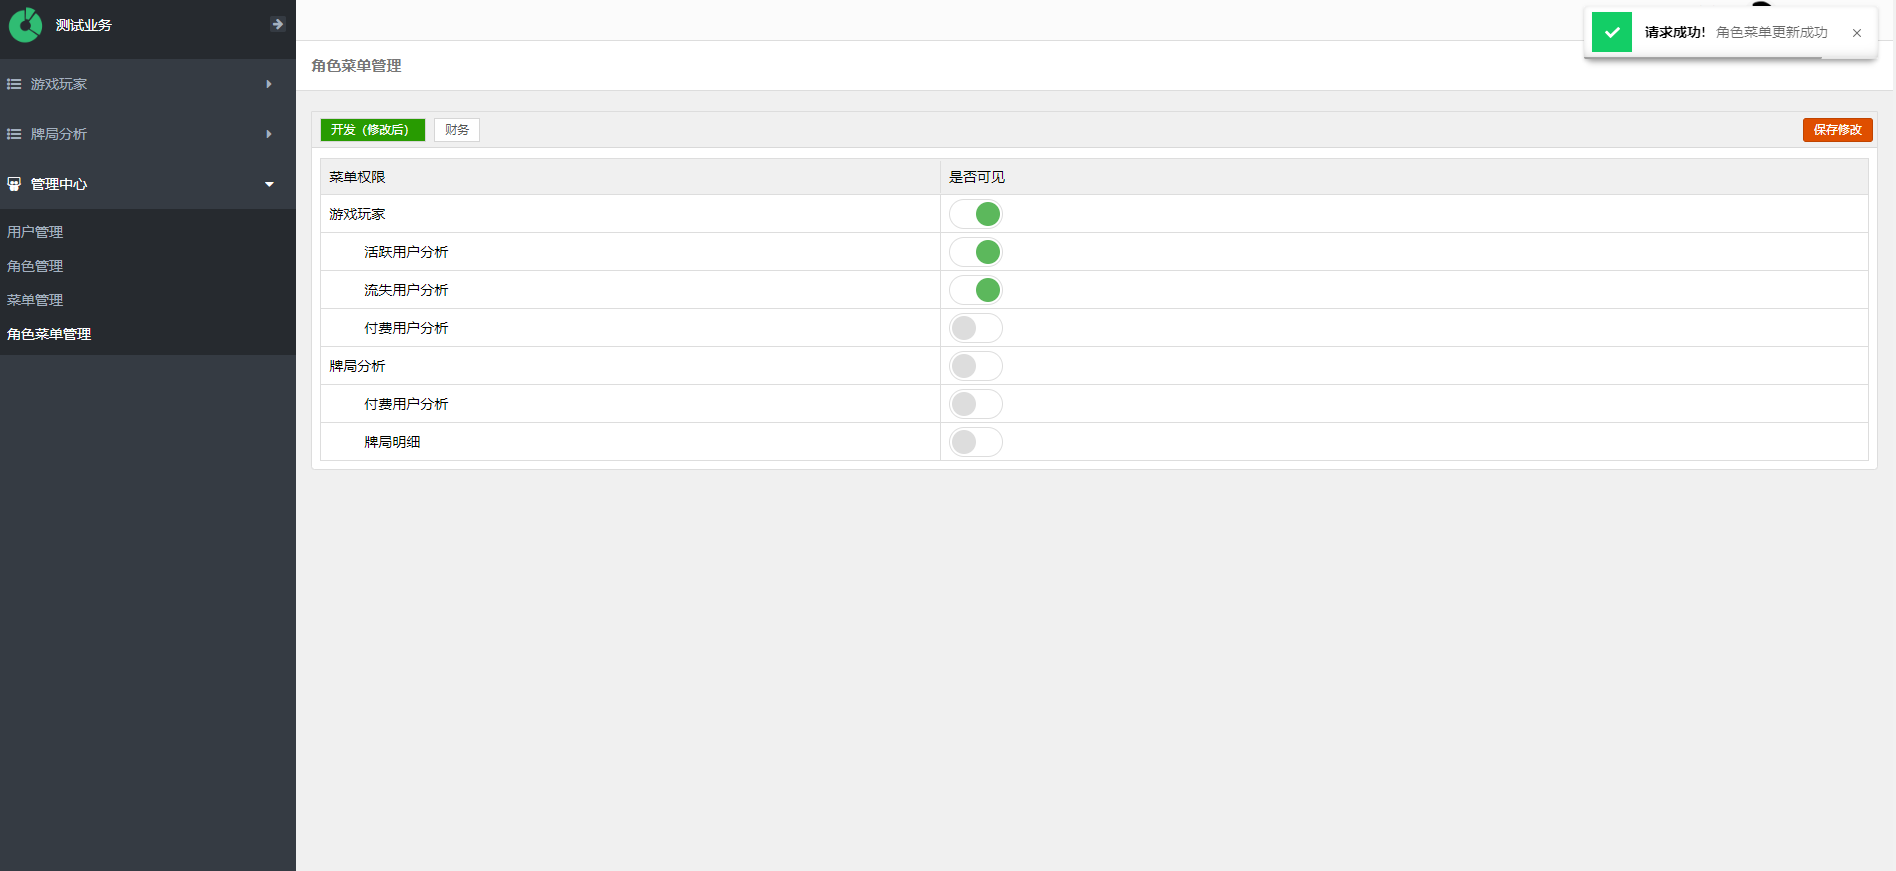 测试业务
游戏玩家
牌局分析
管理中心
用户管理
角色管理
菜单管理
角色菜单管理
请求成功! 角色菜单更新成功 ×
角色菜单管理
开发（修改后） 财务 保存修改
菜单权限 是否可见
游戏玩家
活跃用户分析
流失用户分析
付费用户分析
牌局分析
付费用户分析
牌局明细